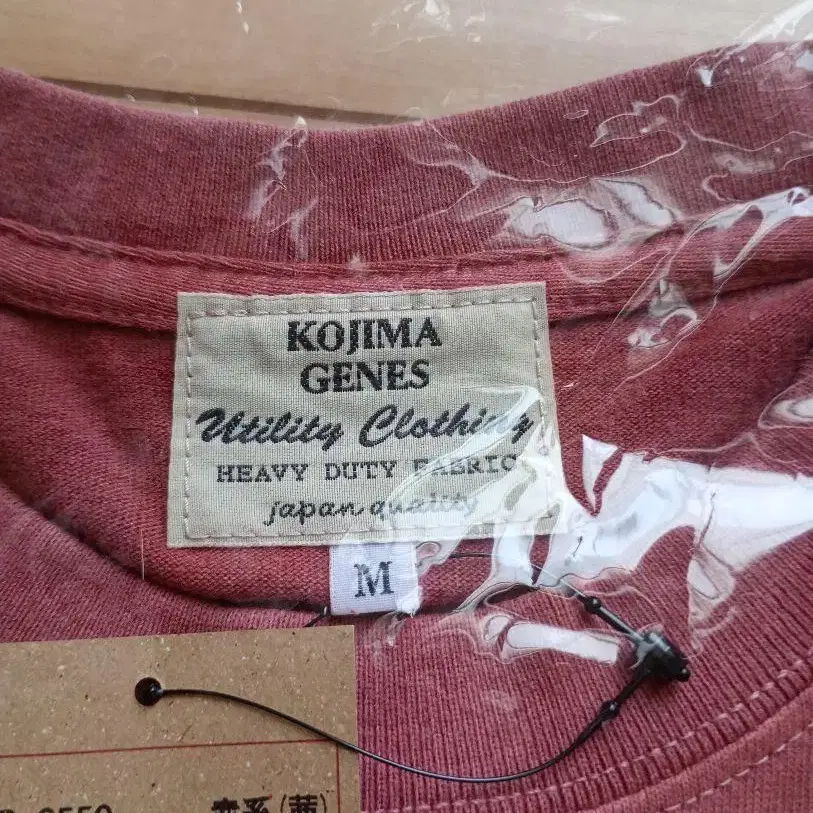 KOJIMA
GENES
Utility Clothing
HEAVY DUTY FABRIC
japan quality
M